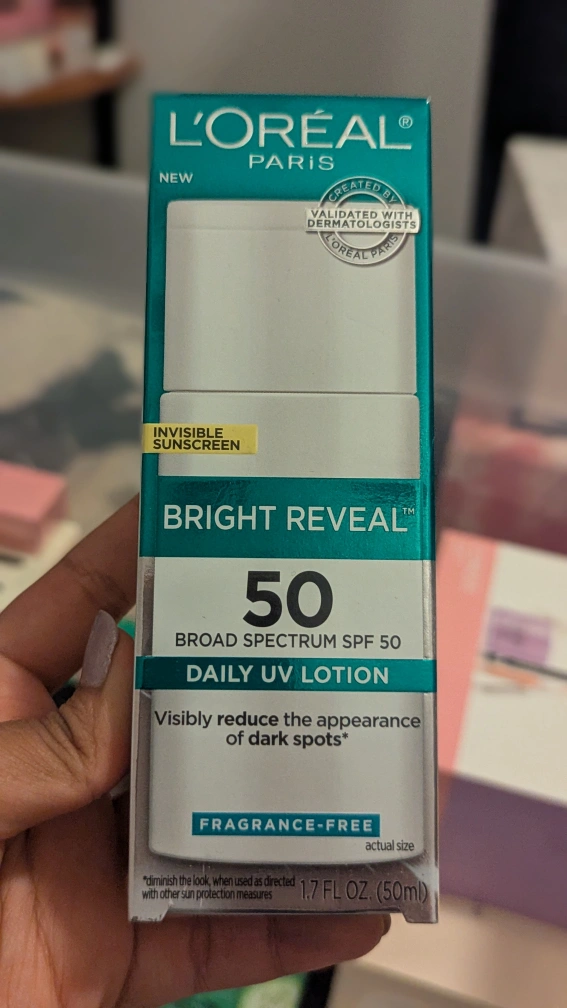 L'ORÉAL®
PARIS
NEW
CREATED BY
VALIDATED WITH
DERMATOLOGISTS
L'ORÉAL PARIS
INVISIBLE
SUNSCREEN
BRIGHT REVEAL™
50
BROAD SPECTRUM SPF 50
DAILY UV LOTION
Visibly reduce the appearance
of dark spots*
FRAGRANCE-FREE
actual size
*diminish the look, when used as directed
with other sun protection measures
1.7 FL OZ. (50ml)